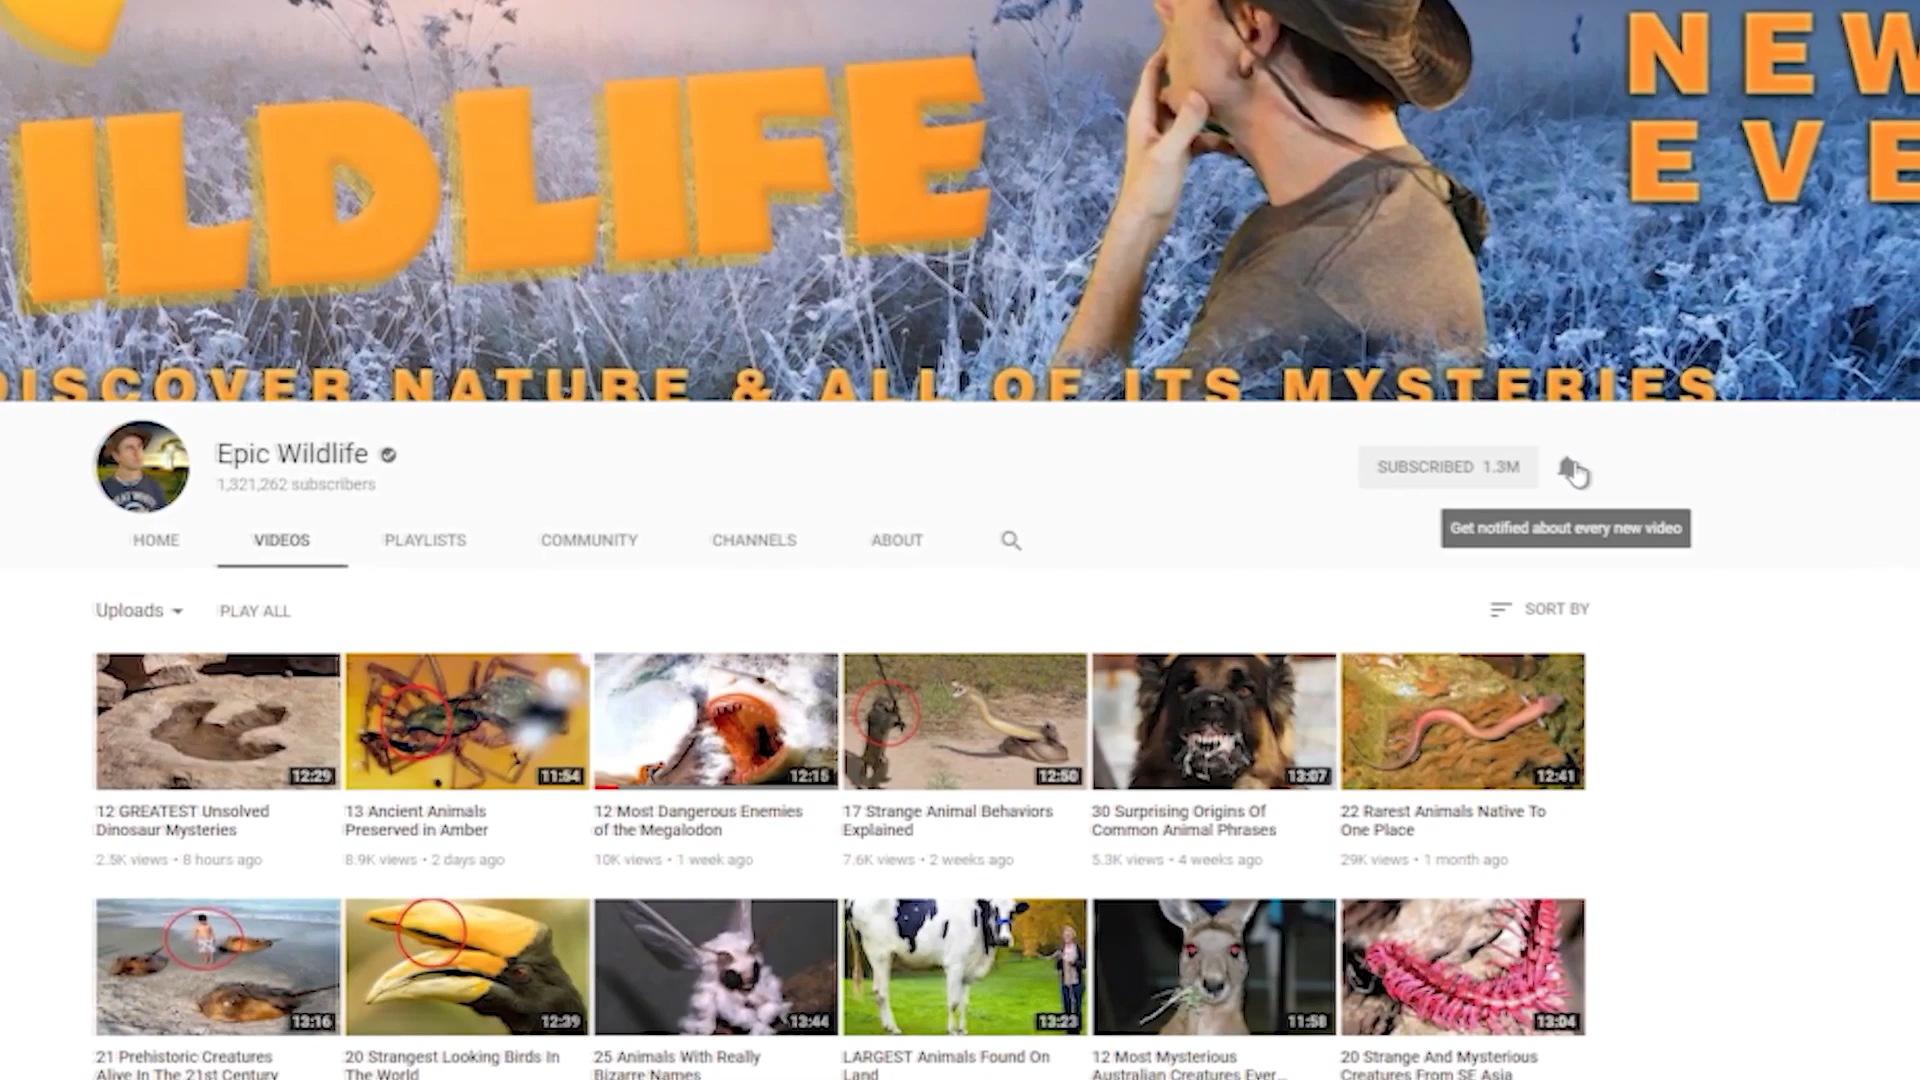 NEW
ILDLIFE
EVE
DISCOVER NATURE & ALL OF ITS MYSTERIES
Epic Wildlife
1,321,262 subscribers
SUBSCRIBED 1.3M
Get notified about every new video
HOME VIDEOS PLAYLISTS COMMUNITY CHANNELS ABOUT
Uploads PLAY ALL SORT BY
12:29 11:54 12:15 12:50 13:07 12:41
12 GREATEST Unsolved
Dinosaur Mysteries
2.5K views • 8 hours ago
13 Ancient Animals
Preserved in Amber
8.9K views • 2 days ago
12 Most Dangerous Enemies
of the Megalodon
10K views • 1 week ago
17 Strange Animal Behaviors
Explained
7.6K views • 2 weeks ago
30 Surprising Origins Of
Common Animal Phrases
5.3K views • 4 weeks ago
22 Rarest Animals Native To
One Place
29K views • 1 month ago
13:16 12:39 13:44 13:23 11:58 13:04
21 Prehistoric Creatures
Alive In The 21st Century
20 Strangest Looking Birds In
The World
25 Animals With Really
Bizarre Names
LARGEST Animals Found On
Land
12 Most Mysterious
Australian Creatures Ever...
20 Strange And Mysterious
Creatures From SE Asia